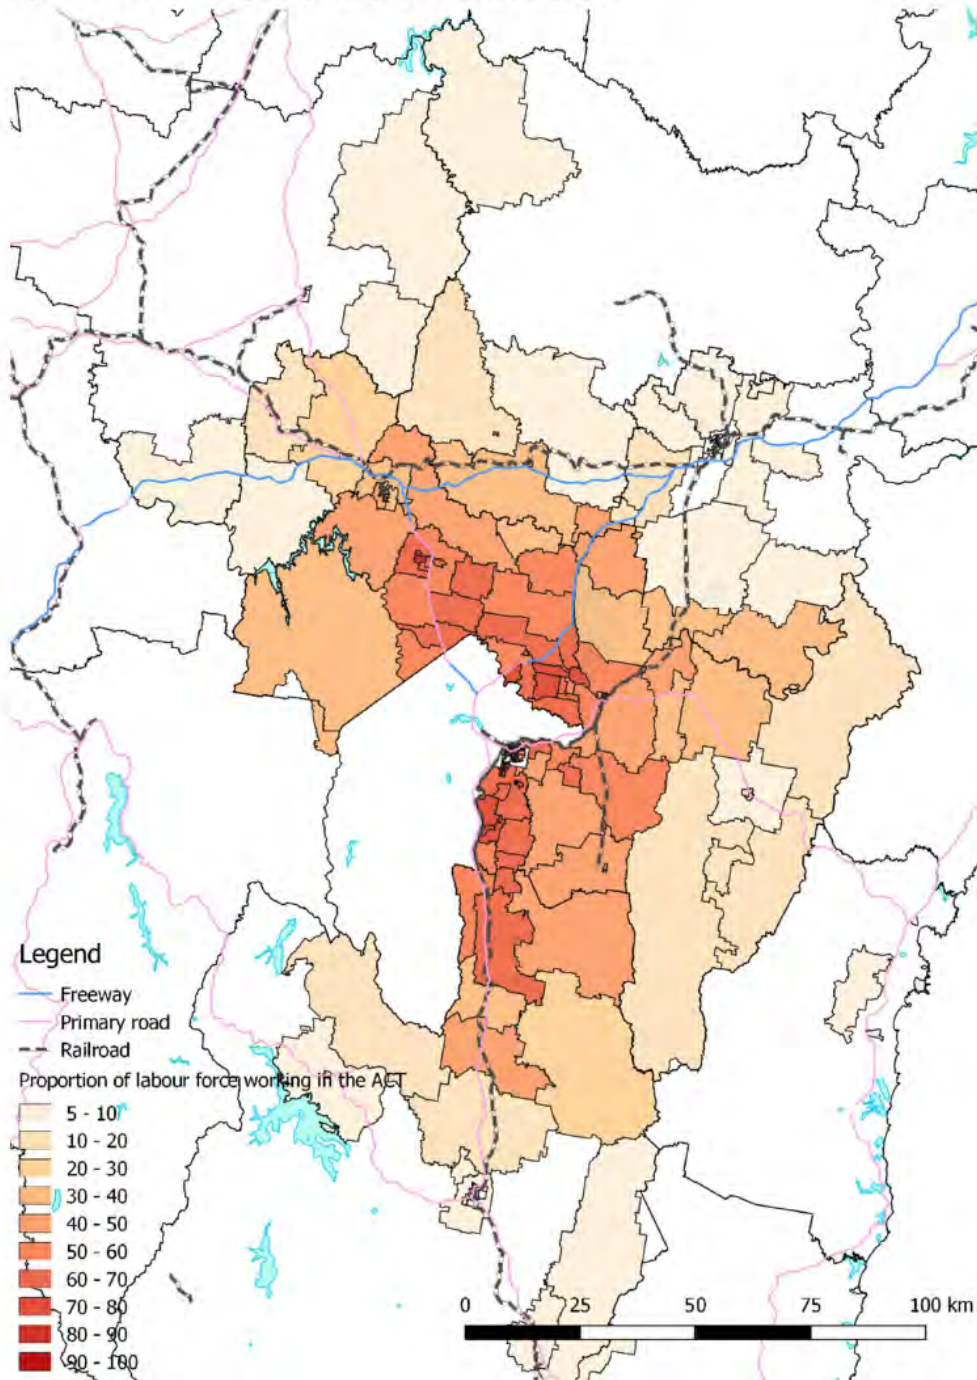 Legend
Freeway
Primary road
Railroad
Proportion of labour force working in the ACT
5 - 10
10 - 20
20 - 30
30 - 40
40 - 50
50 - 60
60 - 70
70 - 80
80 - 90
90 - 100
0 25 50 75 100 km